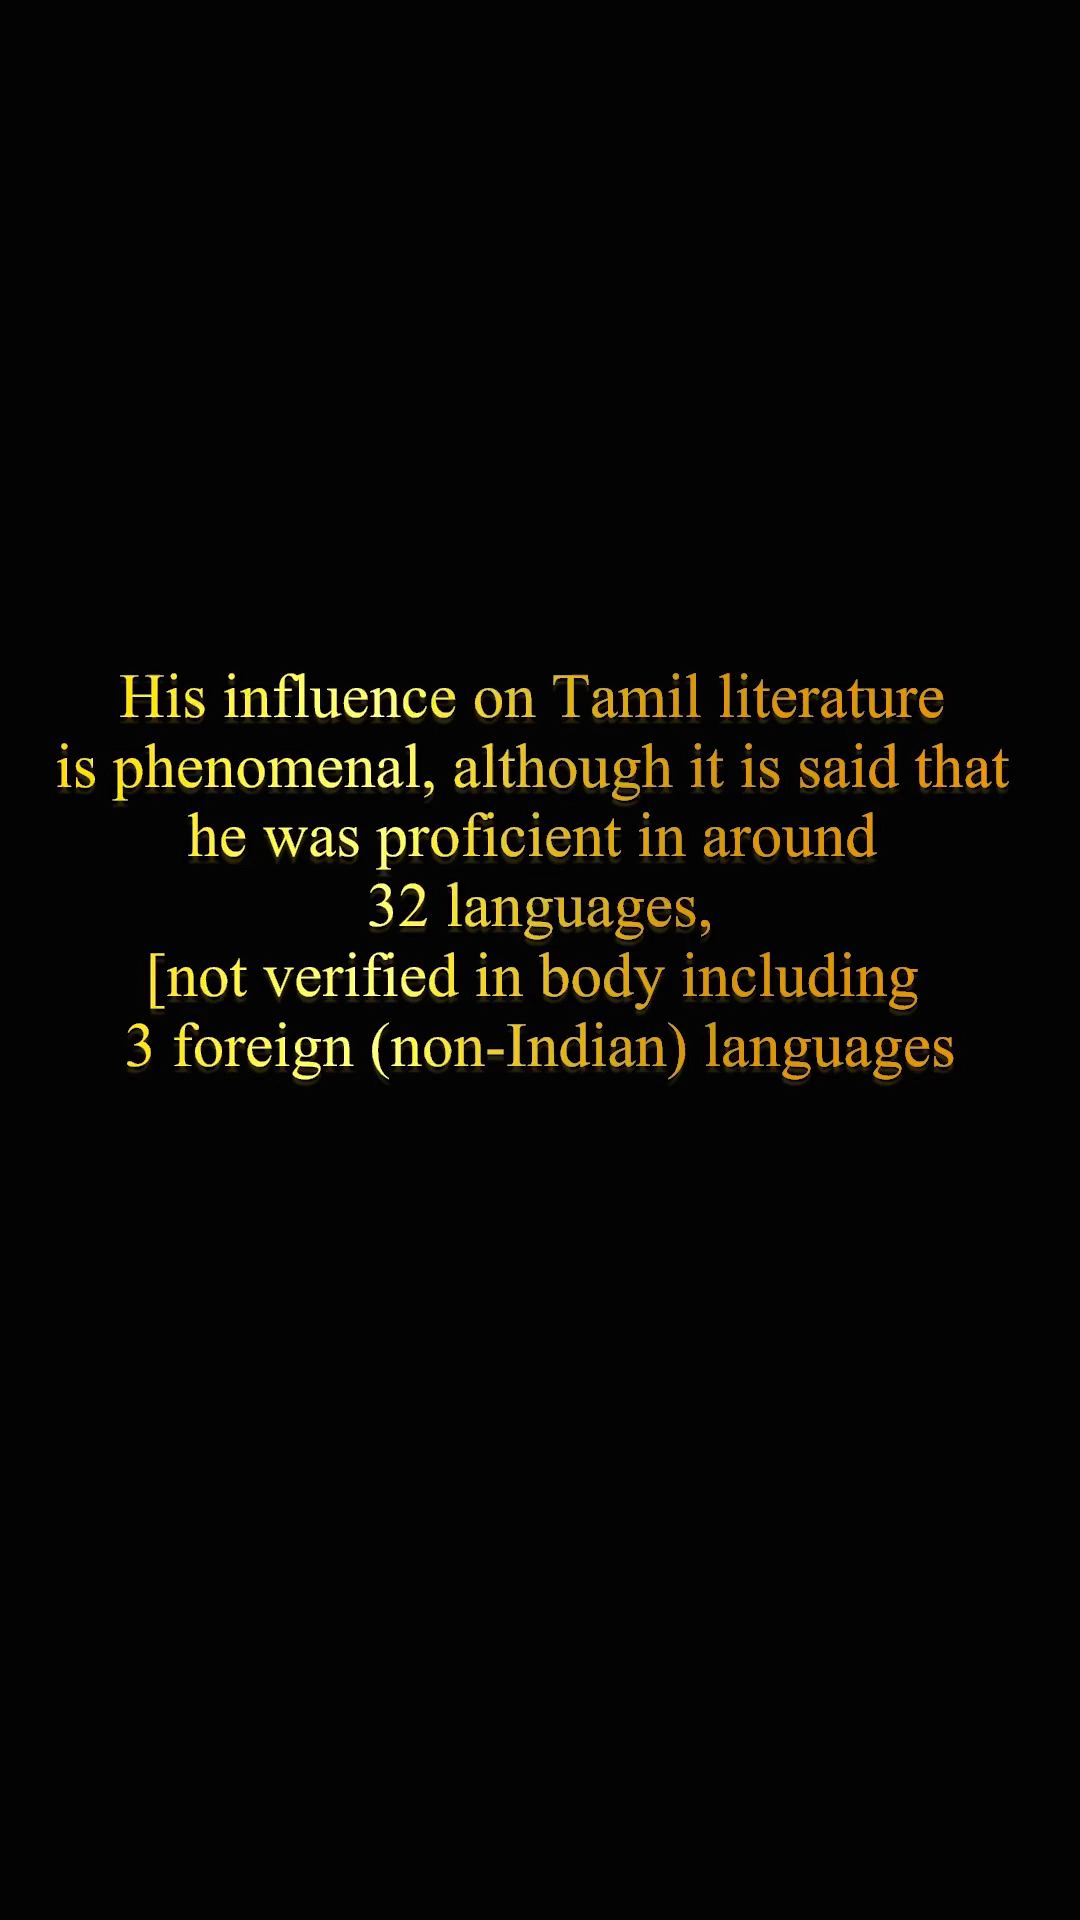 His influence on Tamil literature
is phenomenal, although it is said that
he was proficient in around
32 languages,
[not verified in body including
3 foreign (non-Indian) languages